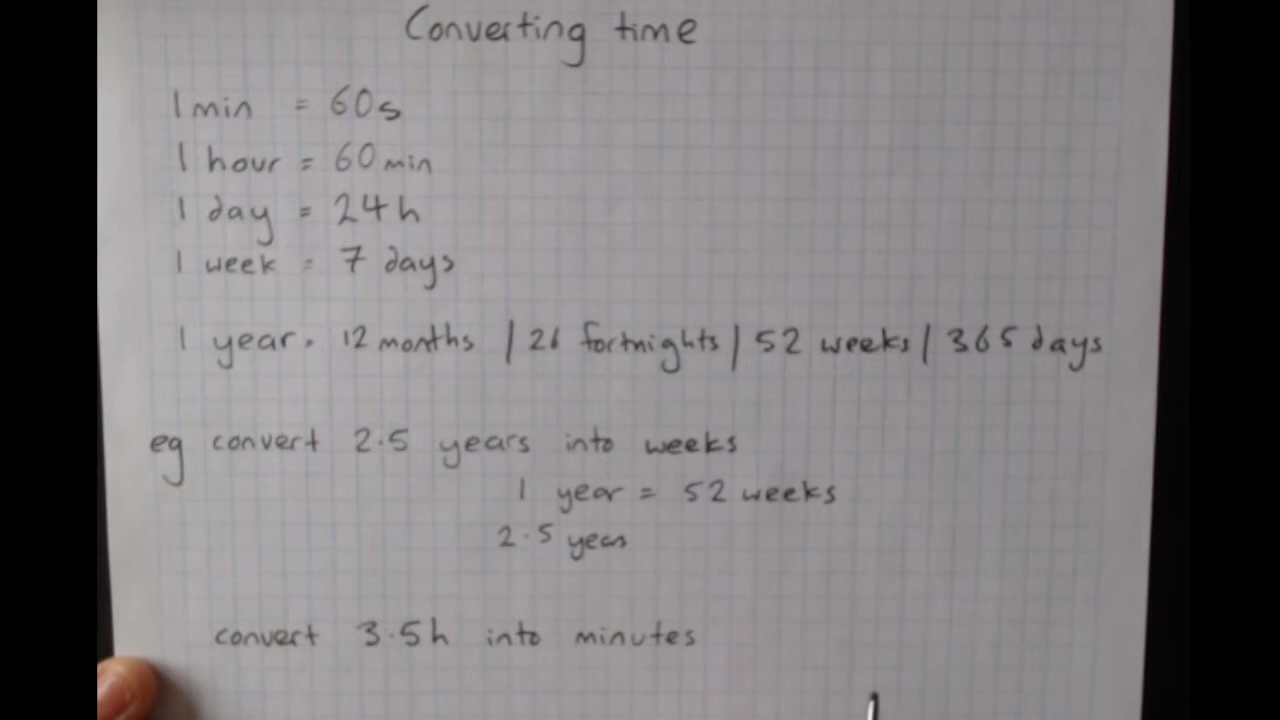 Converting time
1 min = 60s
1 hour = 60 min
1 day = 24h
1 week = 7 days
1 year = 12 months | 26 fortnights | 52 weeks | 365 days
eg convert 2.5 years into weeks
1 year = 52 weeks
2.5 years
convert 3.5h into minutes